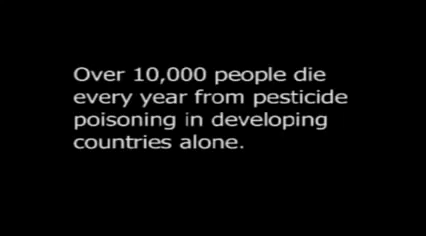 Over 10,000 people die
every year from pesticide
poisoning in developing
countries alone.